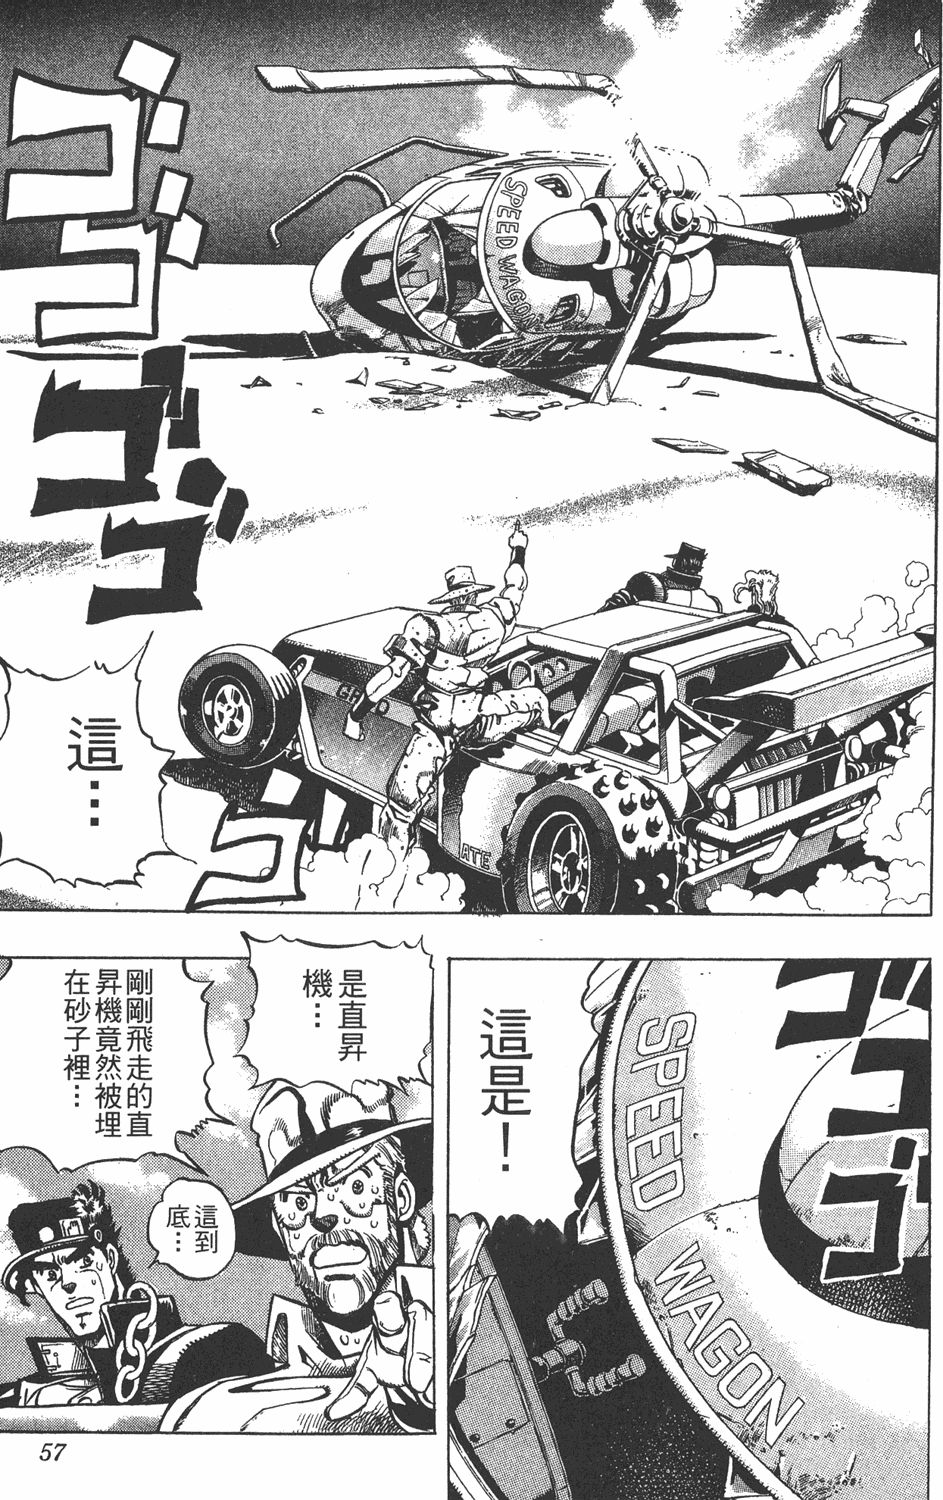 ゴゴゴゴゴ
SPEED WAGON
這…
ATE
ゴゴゴ
SPEED WAGON
這是！
是直昇
機…
剛剛飛走的直
昇機竟然被埋
在砂子裡…
這到
底…
57